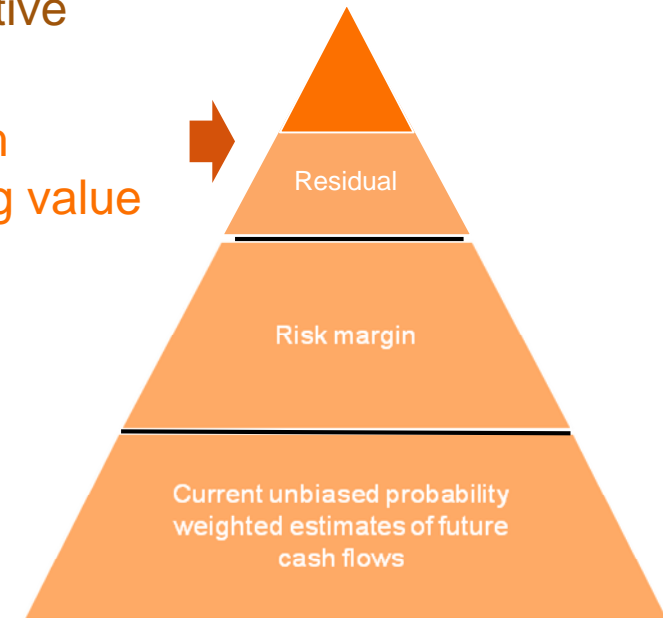 tive
n
g value
Residual
Risk margin
Current unbiased probability
weighted estimates of future
cash flows